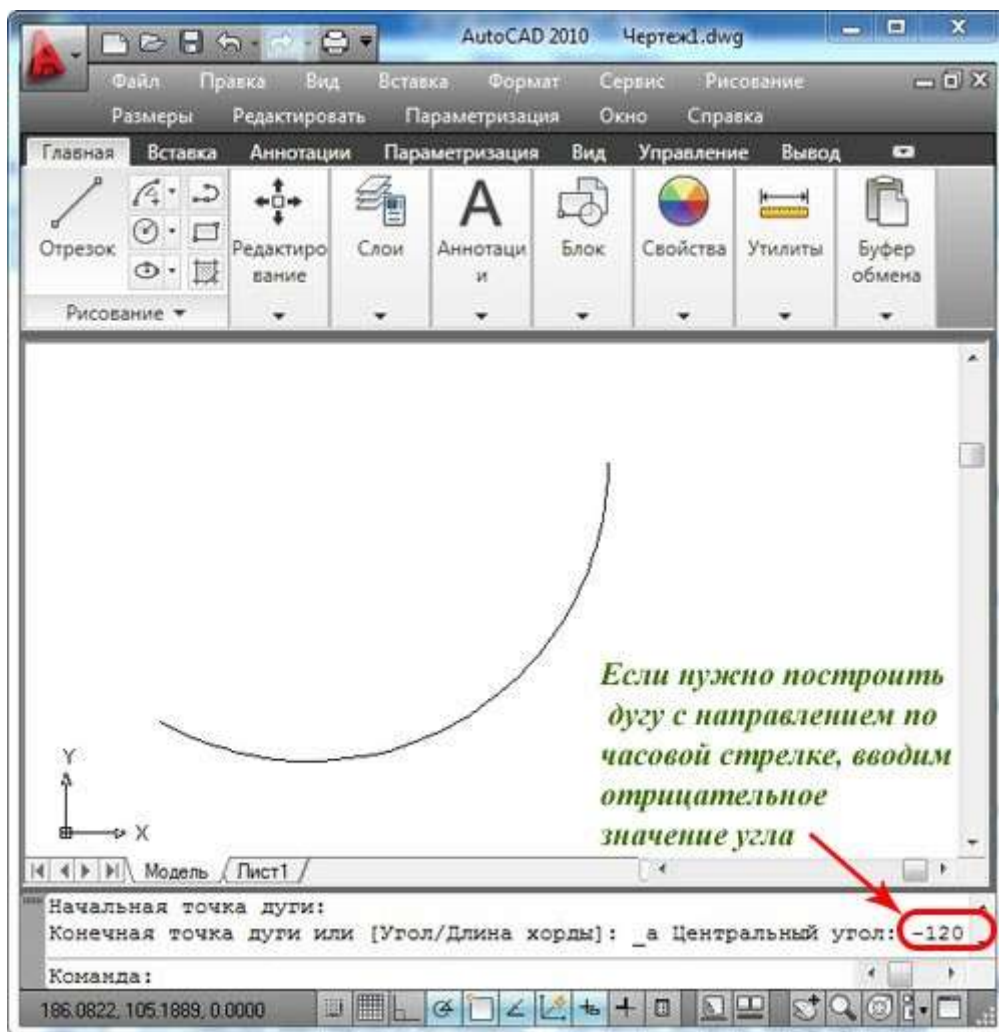 AutoCAD 2010 Чертеж1.dwg
Файл Правка Вид Вставка Формат Сервис Рисование
Размеры Редактировать Параметризация Окно Справка
Главная Вставка Аннотации Параметризация Вид Управление Вывод
Отрезок
Редактиро
вание
Слои
Аннотаци
и
Блок
Свойства
Утилиты
Буфер
обмена
Рисование
Если нужно построить
дугу с направлением по
часовой стрелке, вводим
отрицательное
значение угла
Y
X
Модель Лист1
Начальная точка дуги:
Конечная точка дуги или [Угол/Длина хорды]: _a Центральный угол: -120
Команда:
186.0822, 105.1889, 0.0000